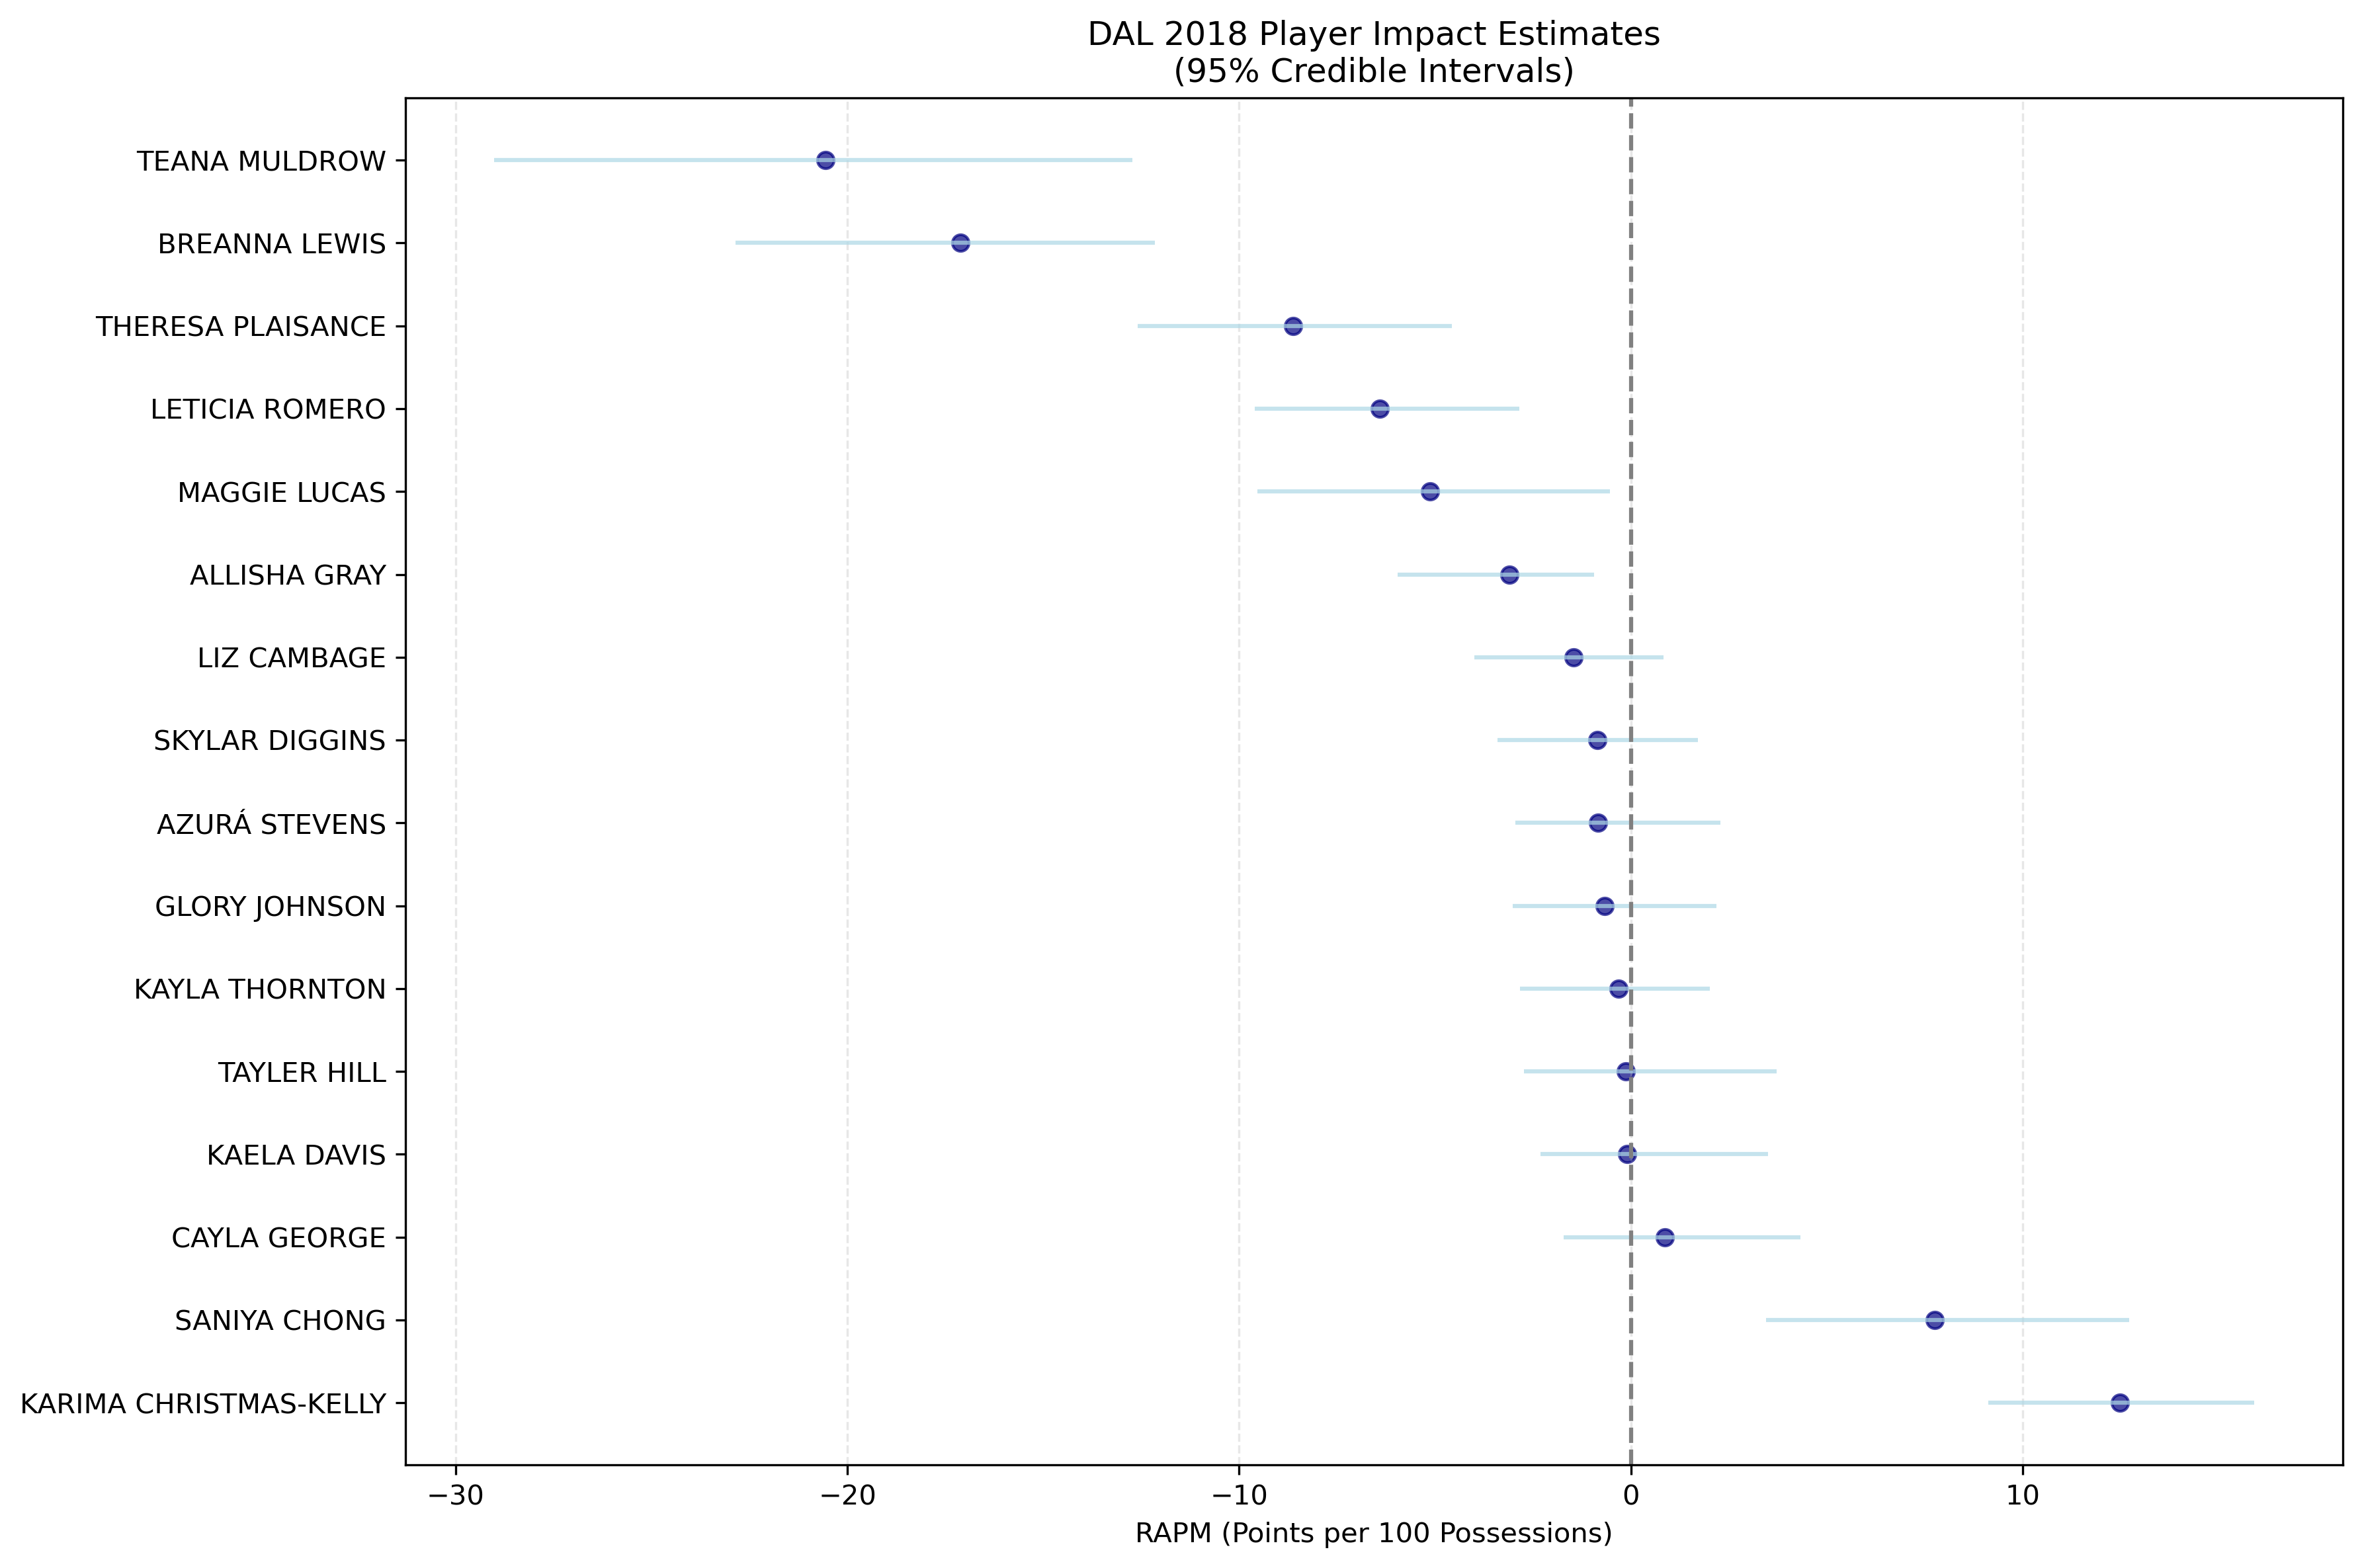 DAL 2018 Player Impact Estimates
(95% Credible Intervals)
TEANA MULDROW
BREANNA LEWIS
THERESA PLAISANCE
LETICIA ROMERO
MAGGIE LUCAS
ALLISHA GRAY
LIZ CAMBAGE
SKYLAR DIGGINS
AZURÁ STEVENS
GLORY JOHNSON
KAYLA THORNTON
TAYLER HILL
KAELA DAVIS
CAYLA GEORGE
SANIYA CHONG
KARIMA CHRISTMAS-KELLY
−30 −20 −10 0 10
RAPM (Points per 100 Possessions)